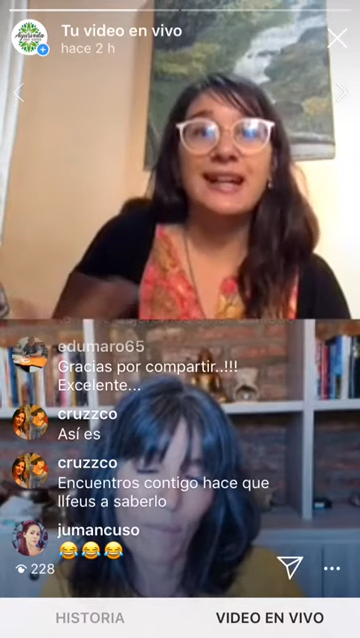 Tu video en vivo
hace 2 h
Ayurveda
edumaro65
Gracias por compartir..!!!
Excelente...
cruzzco
Así es
cruzzco
Encuentros contigo hace que
llfeus a saberlo
jumancuso
😂😂😂
228
HISTORIA
VIDEO EN VIVO